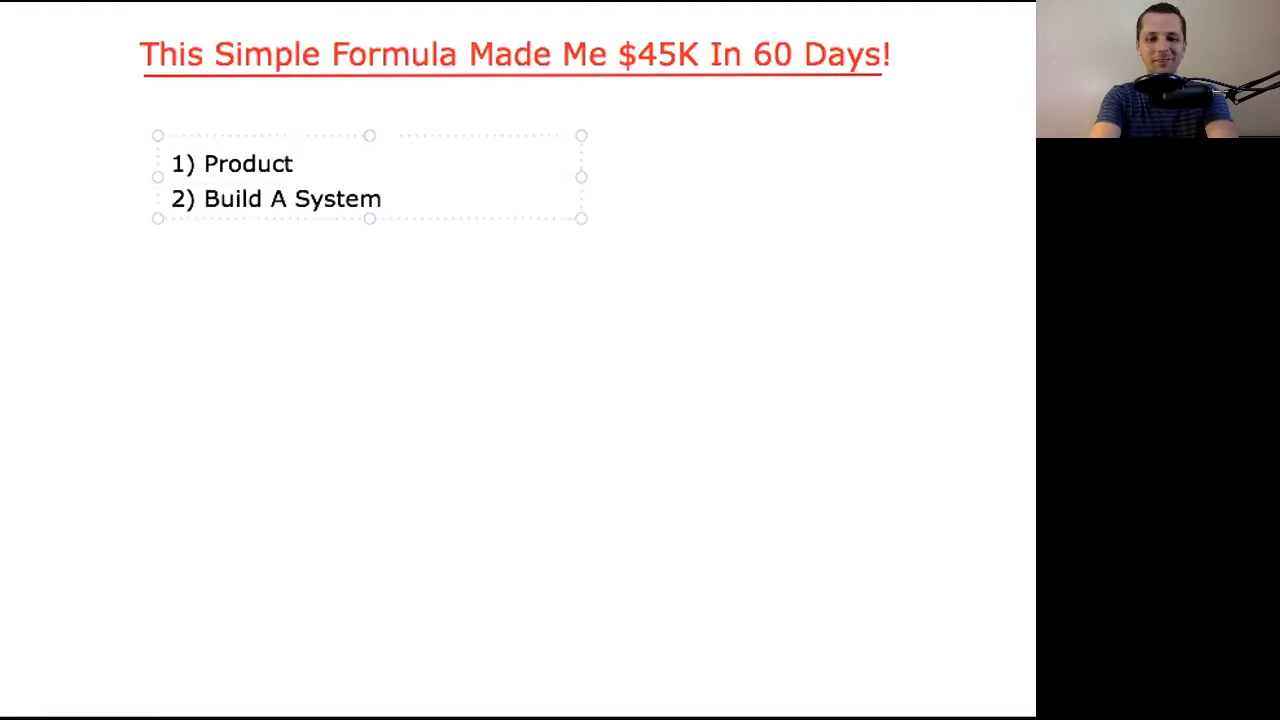 This Simple Formula Made Me $45K In 60 Days!
1) Product
2) Build A System